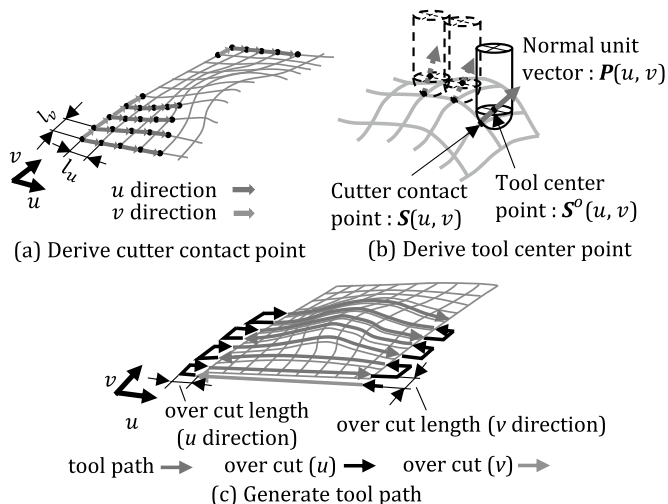 l_v
v
l_u
u
u direction
v direction
(a) Derive cutter contact point
Normal unit
vector : P(u, v)
Cutter contact
point : S(u, v)
Tool center
point : Sᵒ(u, v)
(b) Derive tool center point
v
u
over cut length
(u direction)
over cut length (v direction)
tool path
over cut (u)
over cut (v)
(c) Generate tool path